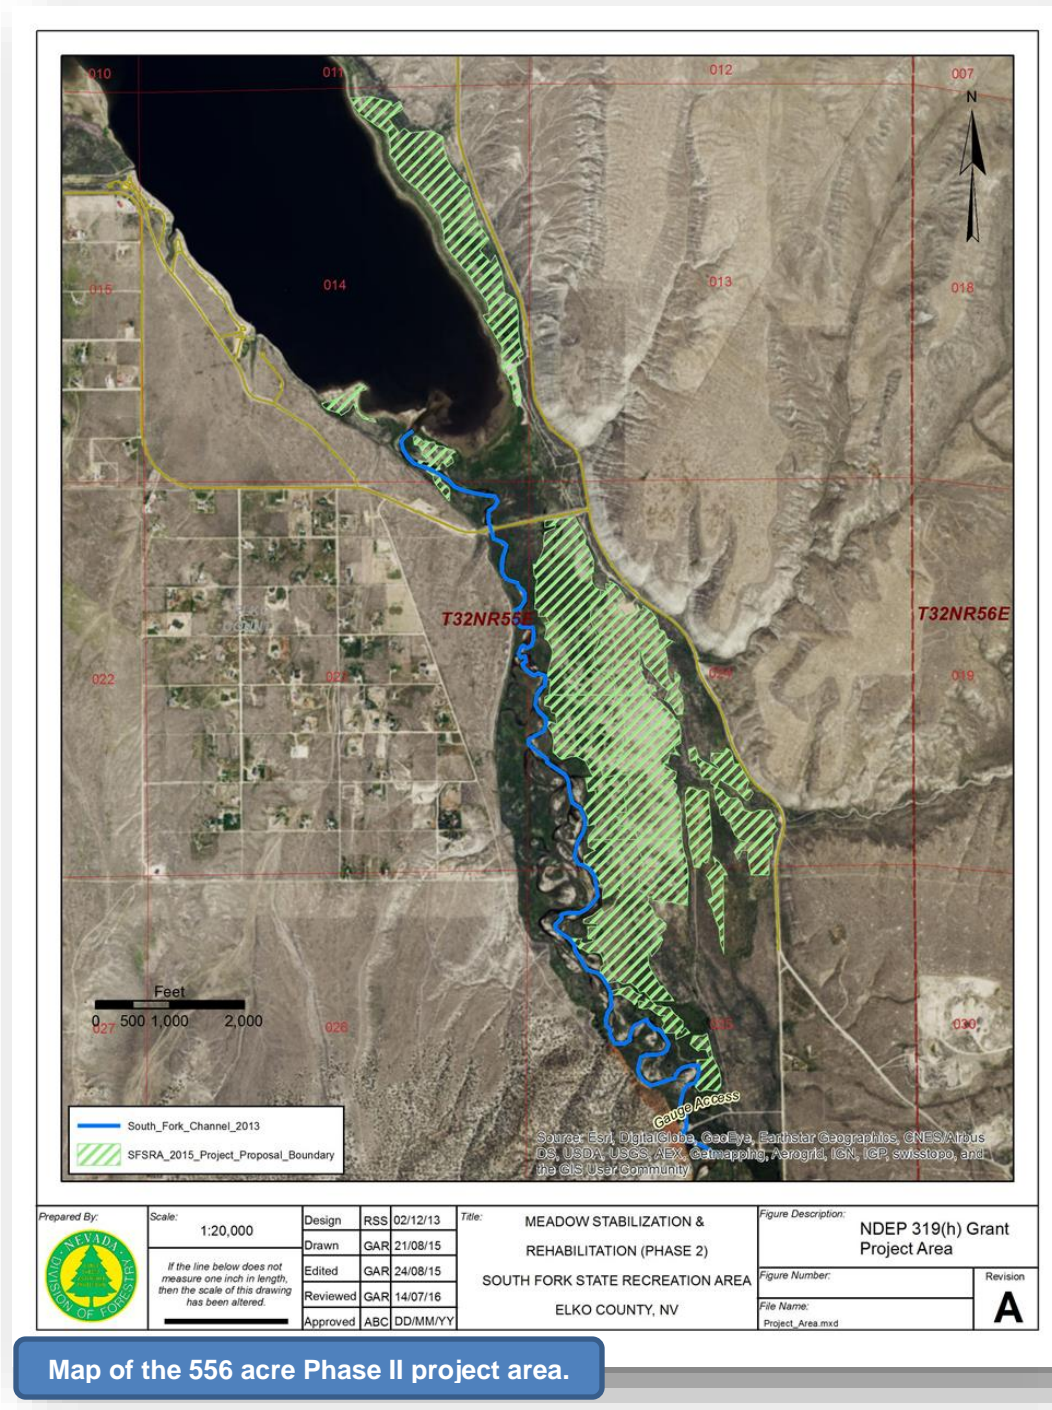 010
011
012
007
N
015
014
013
018
T32NR55E
T32NR56E
022
019
Feet
0 500 1,000 2,000
027
026
Gauge Access
South_Fork_Channel_2013
SFSRA_2015_Project_Proposal_Boundary
Source: Esri, DigitalGlobe, GeoEye, Earthstar Geographics, CNES/Airbus
DS, USDA, USGS, AEX, Getmapping, Aerogrid, IGN, IGP, swisstopo, and
the GIS User Community
Prepared By:
NEVADA
DIVISION OF FORESTRY
Scale:
1:20,000
If the line below does not
measure one inch in length,
then the scale of this drawing
has been altered.
Design RSS 02/12/13
Drawn GAR 21/08/15
Edited GAR 24/08/15
Reviewed GAR 14/07/16
Approved ABC DD/MM/YY
Title:
MEADOW STABILIZATION &
REHABILITATION (PHASE 2)
SOUTH FORK STATE RECREATION AREA
ELKO COUNTY, NV
Figure Description:
NDEP 319(h) Grant
Project Area
Figure Number:
File Name:
Project_Area.mxd
Revision
A
Map of the 556 acre Phase II project area.